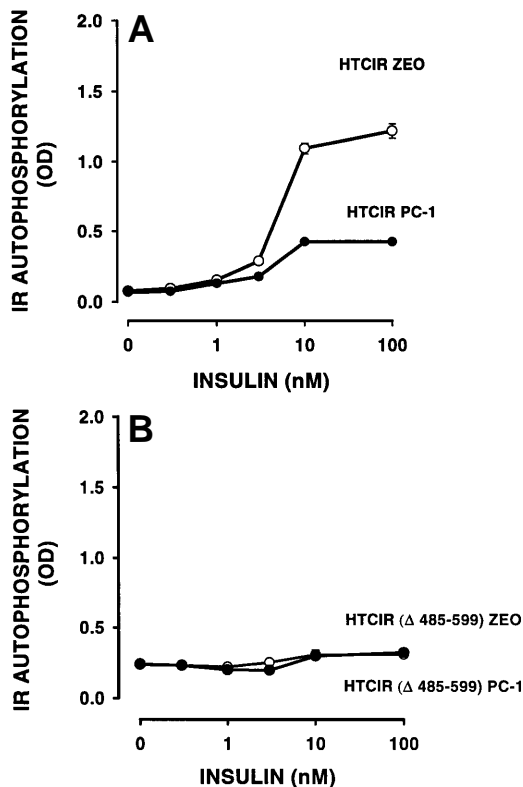 A
2.0
HTCIR ZEO
1.5
IR AUTOPHOSPHORYLATION
(OD)
1.0
HTCIR PC-1
0.5
0.0
0 1 10 100
INSULIN (nM)
B
2.0
1.5
IR AUTOPHOSPHORYLATION
(OD)
1.0
HTCIR (Δ 485-599) ZEO
0.5
HTCIR (Δ 485-599) PC-1
0.0
0 1 10 100
INSULIN (nM)